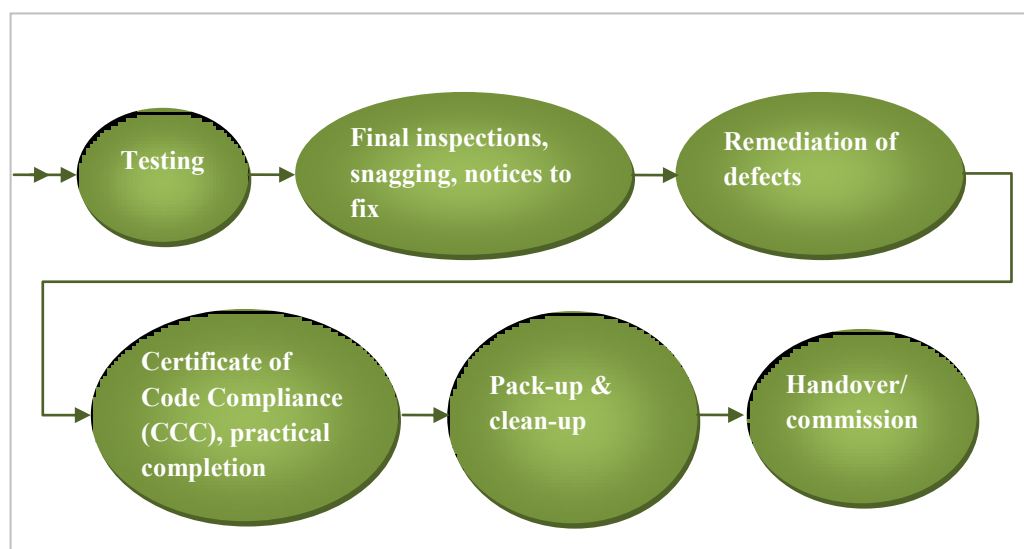 Testing
Final inspections,
snagging, notices to
fix
Remediation of
defects
Certificate of
Code Compliance
(CCC), practical
completion
Pack-up &
clean-up
Handover/
commission